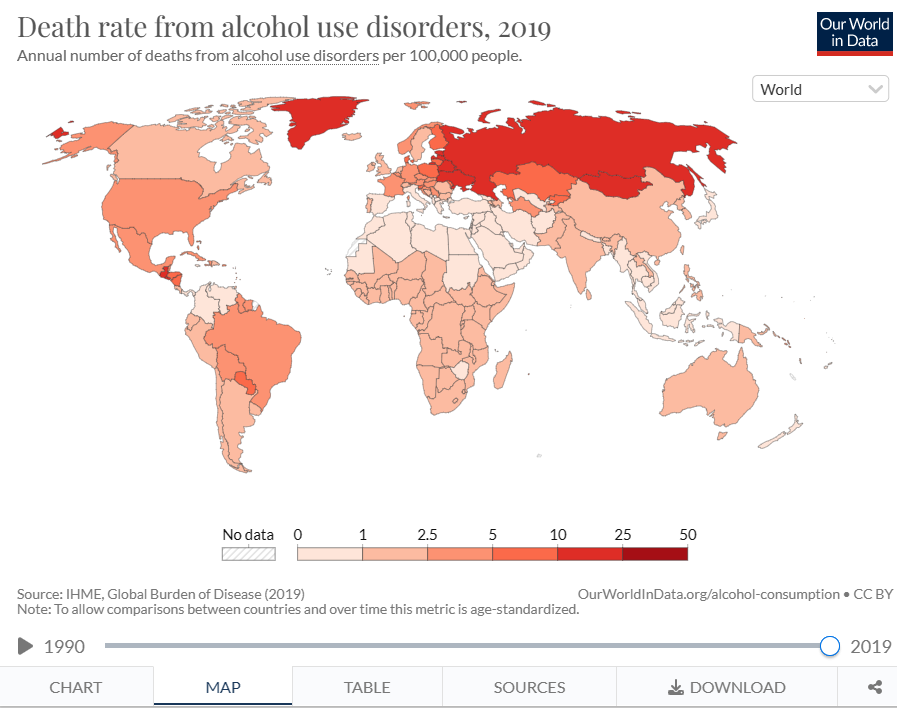 Death rate from alcohol use disorders, 2019
Our World
in Data
Annual number of deaths from alcohol use disorders per 100,000 people.
World
No data
0 1 2.5 5 10 25 50
Source: IHME, Global Burden of Disease (2019)
OurWorldInData.org/alcohol-consumption • CC BY
Note: To allow comparisons between countries and over time this metric is age-standardized.
1990 2019
CHART MAP TABLE SOURCES DOWNLOAD